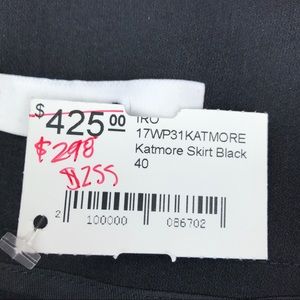 $ 425.00
IRO
17WP31KATMORE
Katmore Skirt Black
40
$298
$255
2 100000 086702